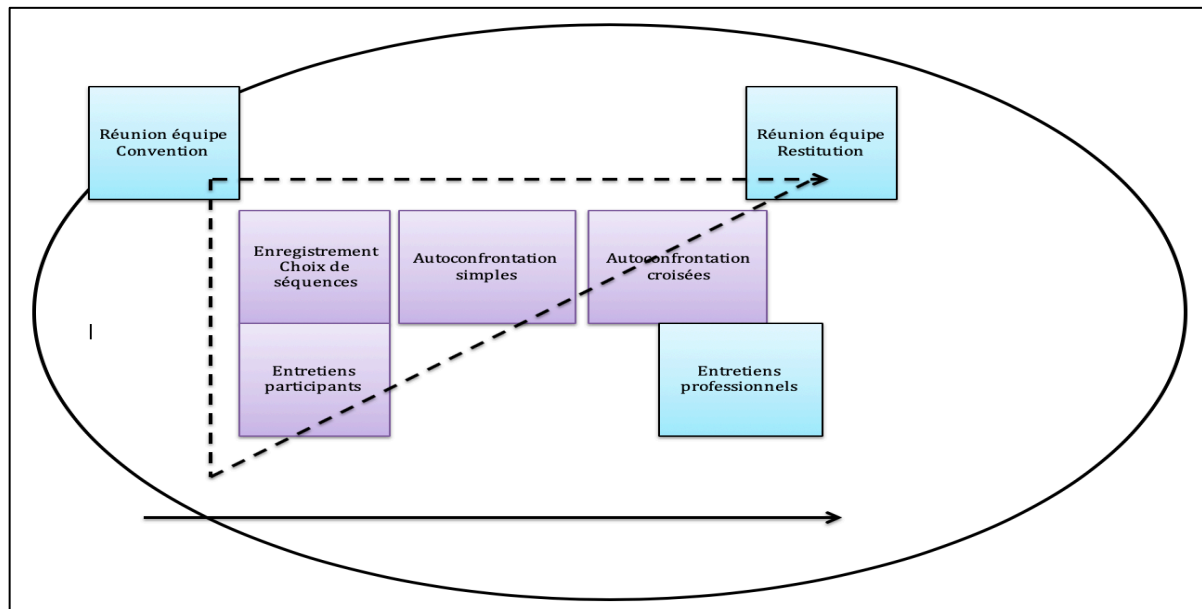 Réunion équipe
Convention
Réunion équipe
Restitution
Enregistrement
Choix de
séquences
Autoconfrontation
simples
Autoconfrontation
croisées
Entretiens
participants
Entretiens
professionnels